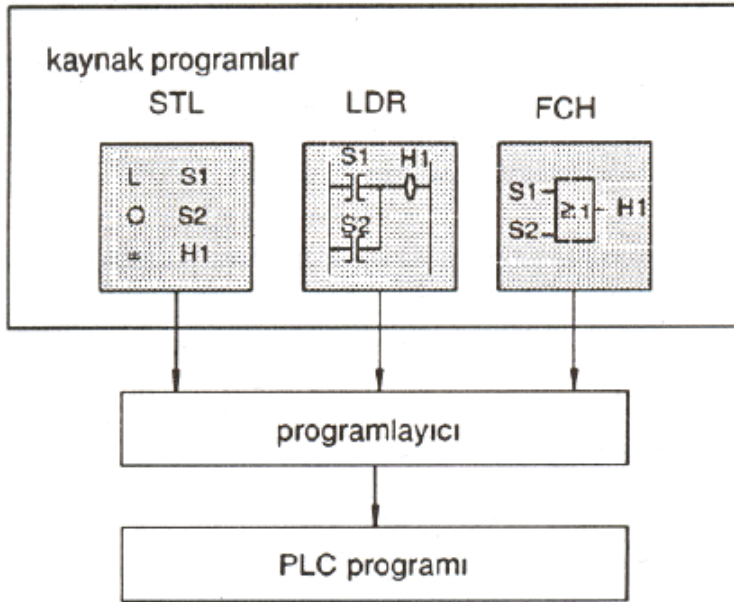 kaynak programlar
STL LDR FCH
L S1
O S2
= H1
S1 H1
S2
S1
S2 ≥1 H1
programlayıcı
PLC programı